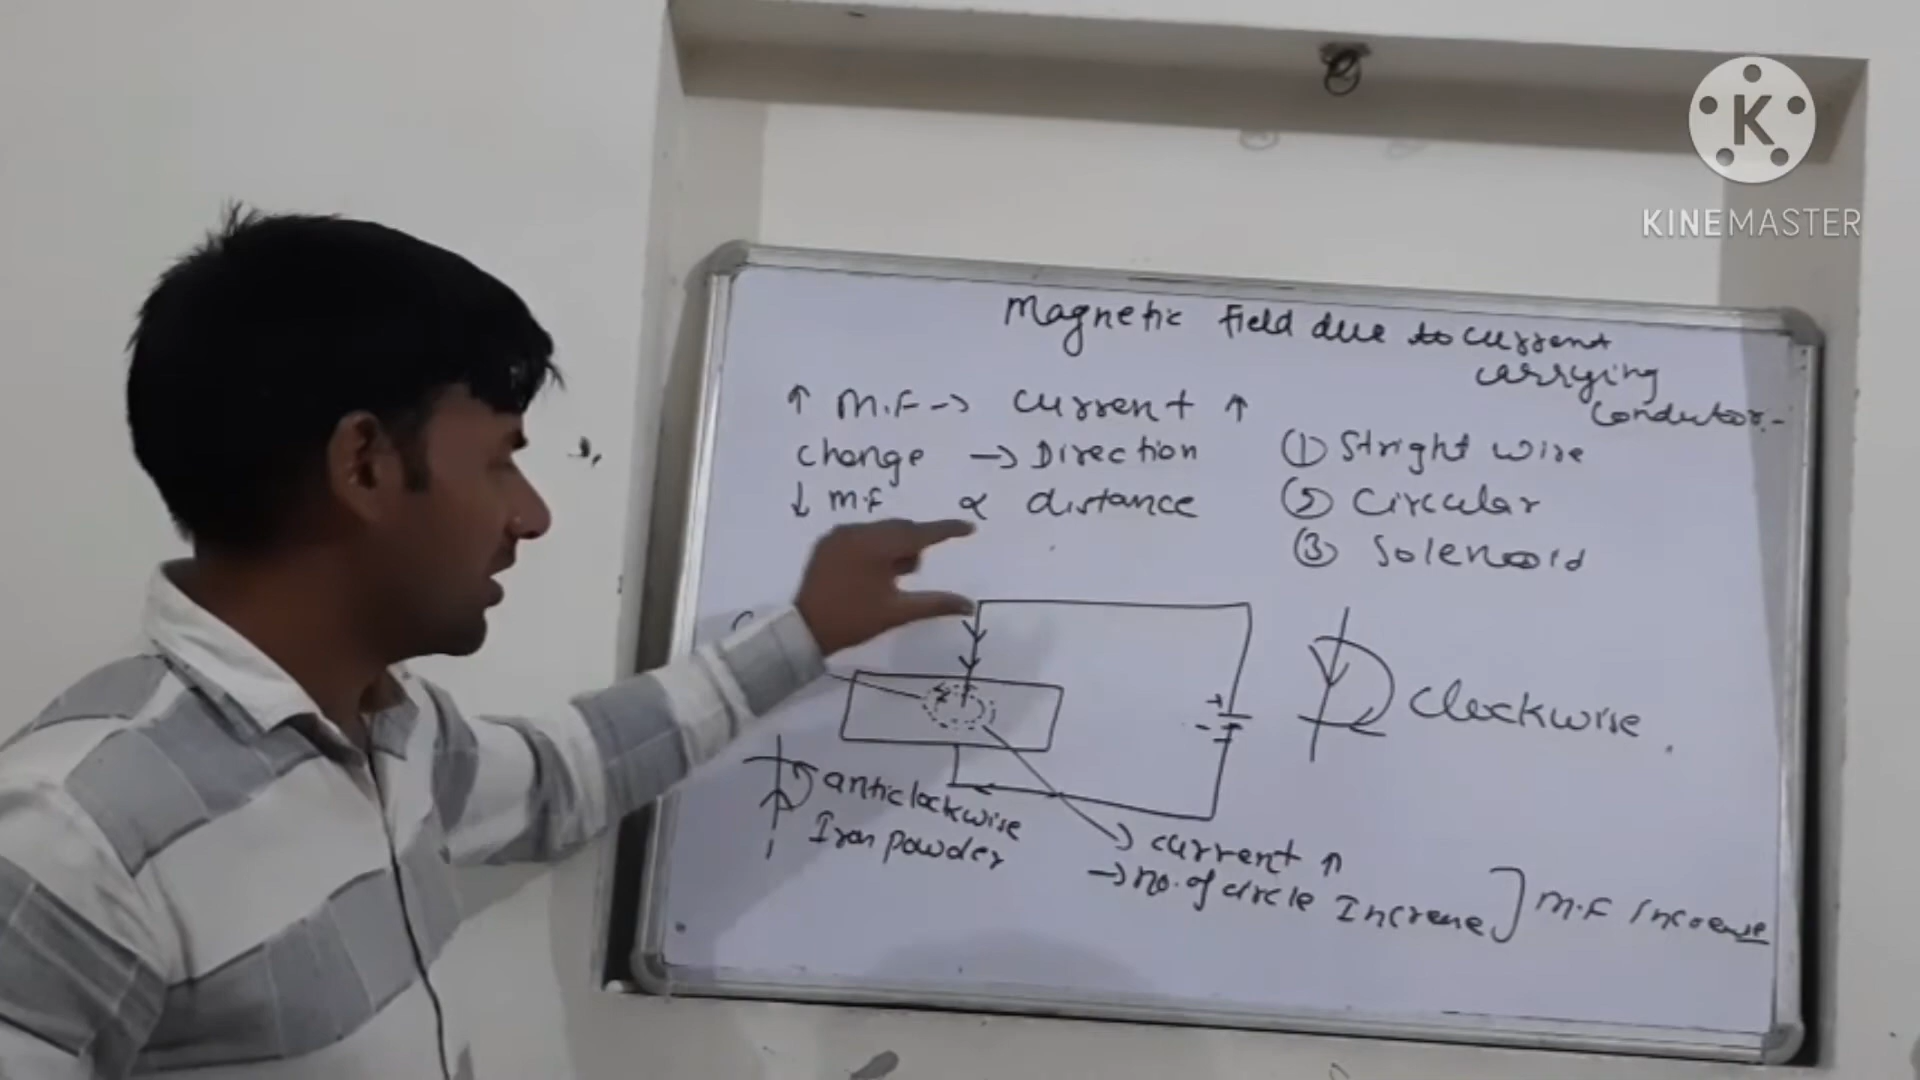 KINEMASTER
Magnetic field due to current
carrying
conductor:-
↑ M.F -> current ↑
change -> Direction
↓ m.f ∝ distance
① Stright wire
② Circular
③ Solenoid
clockwise
anticlockwise
Iron powder
-> current ↑
-> no. of circle Increase ] M.F Increase